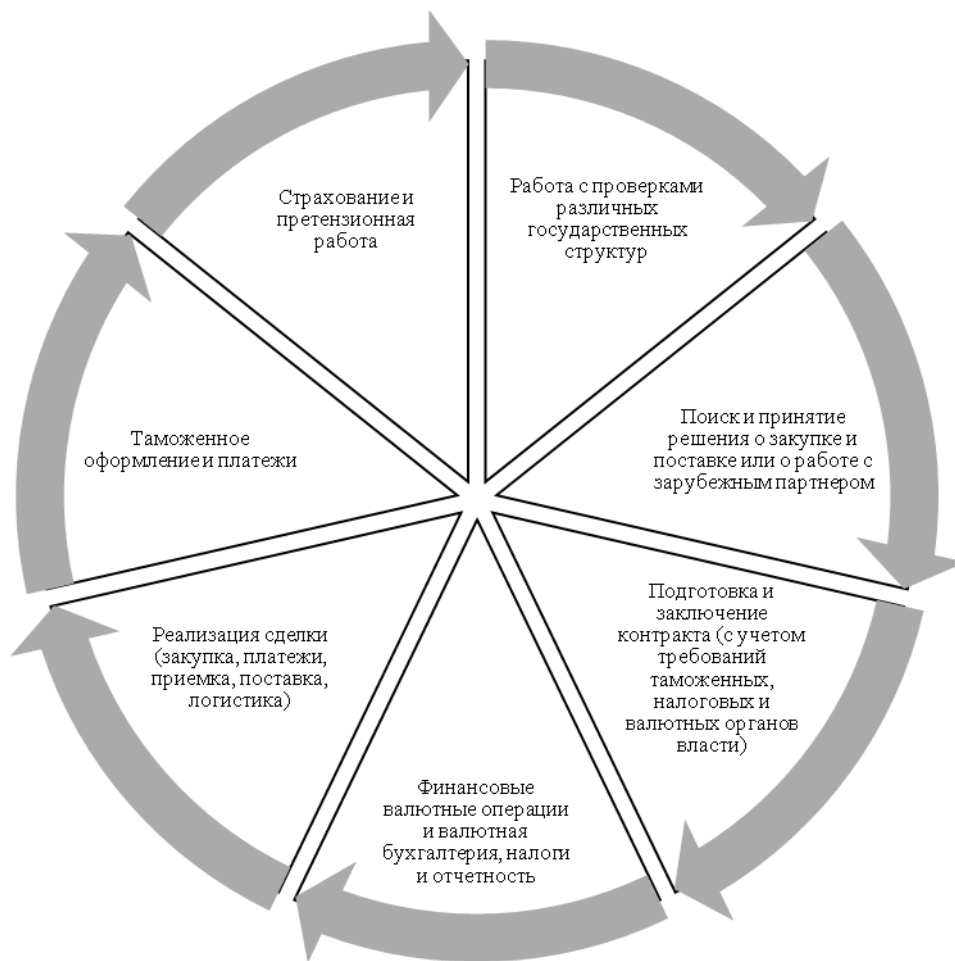 Страхование и
претензионная
работа
Работа с проверками
различных
государственных
структур
Таможенное
оформление и платежи
Поиск и принятие
решения о закупке и
поставке или о работе с
зарубежным партнером
Реализация сделки
(закупка, платежи,
приемка, поставка,
логистика)
Подготовка и
заключение
контракта (с учетом
требований
таможенных,
налоговых и
валютных органов
власти)
Финансовые
валютные операции
и валютная
бухгалтерия, налоги
и отчетность